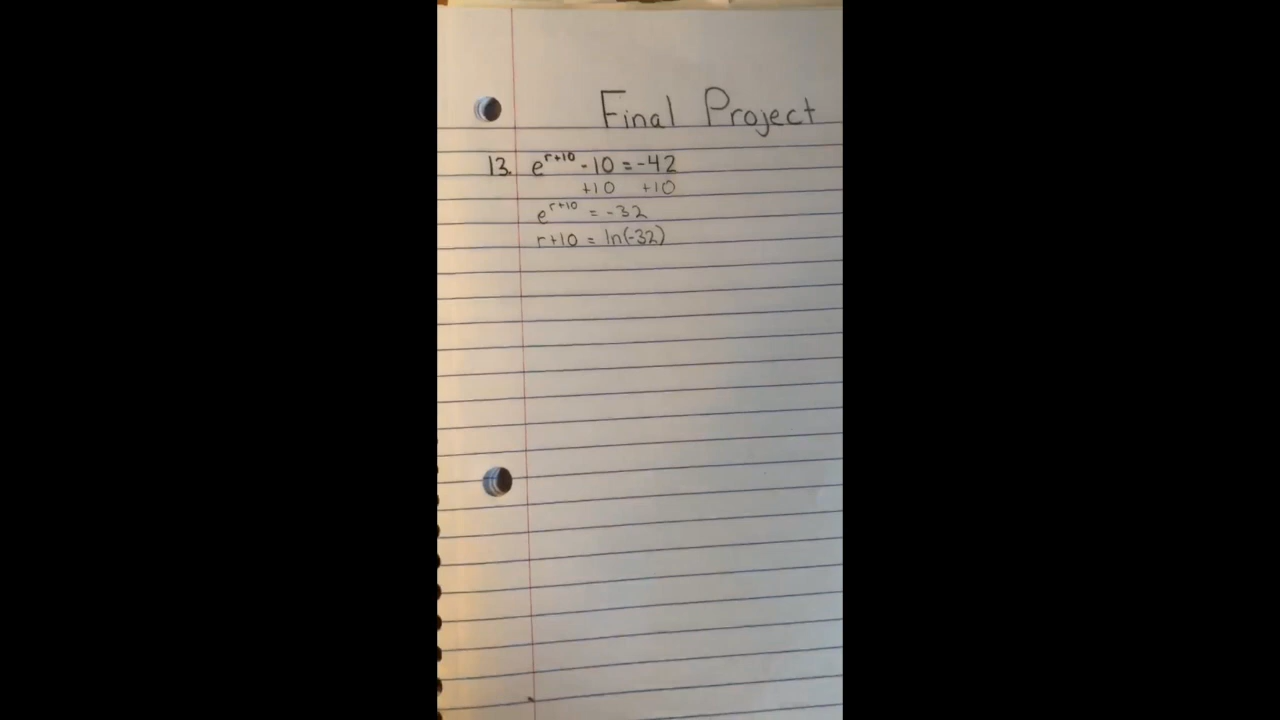 Final Project
13. e^(r+10) - 10 = -42
+10 +10
e^(r+10) = -32
r+10 = ln(-32)